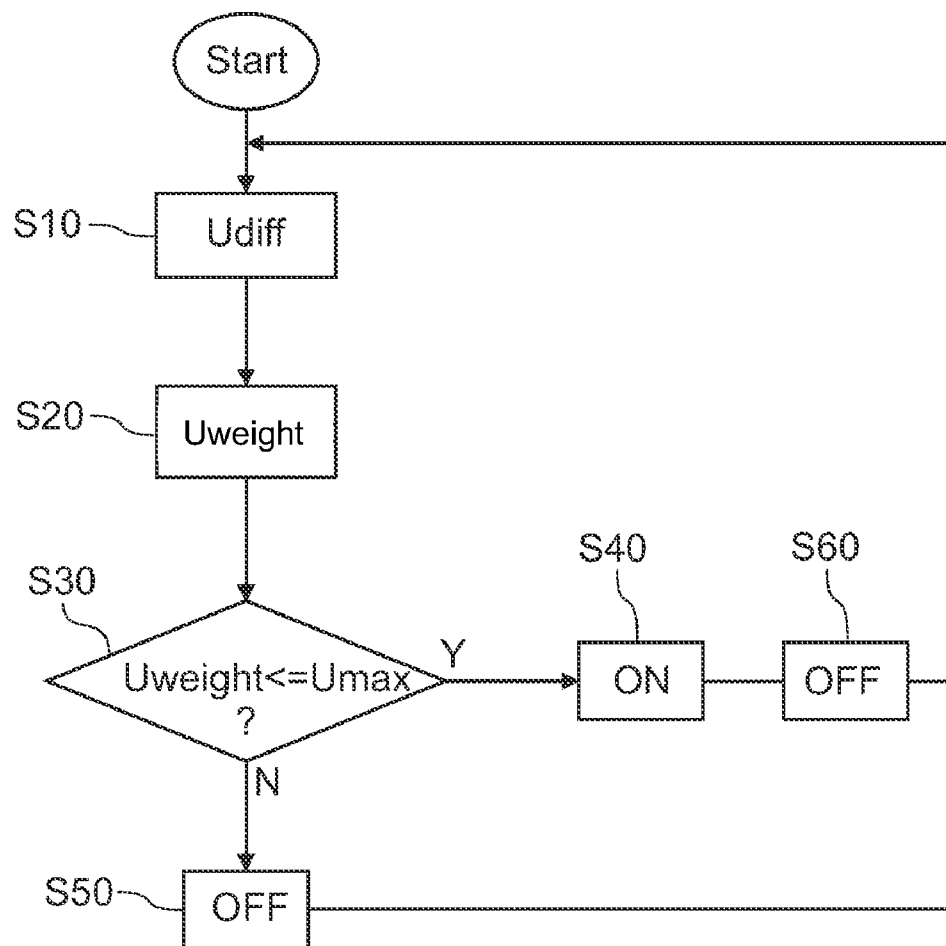 Start
S10
Udiff
S20
Uweight
S30
Uweight<=Umax
?
Y
S40
ON
S60
OFF
N
S50
OFF